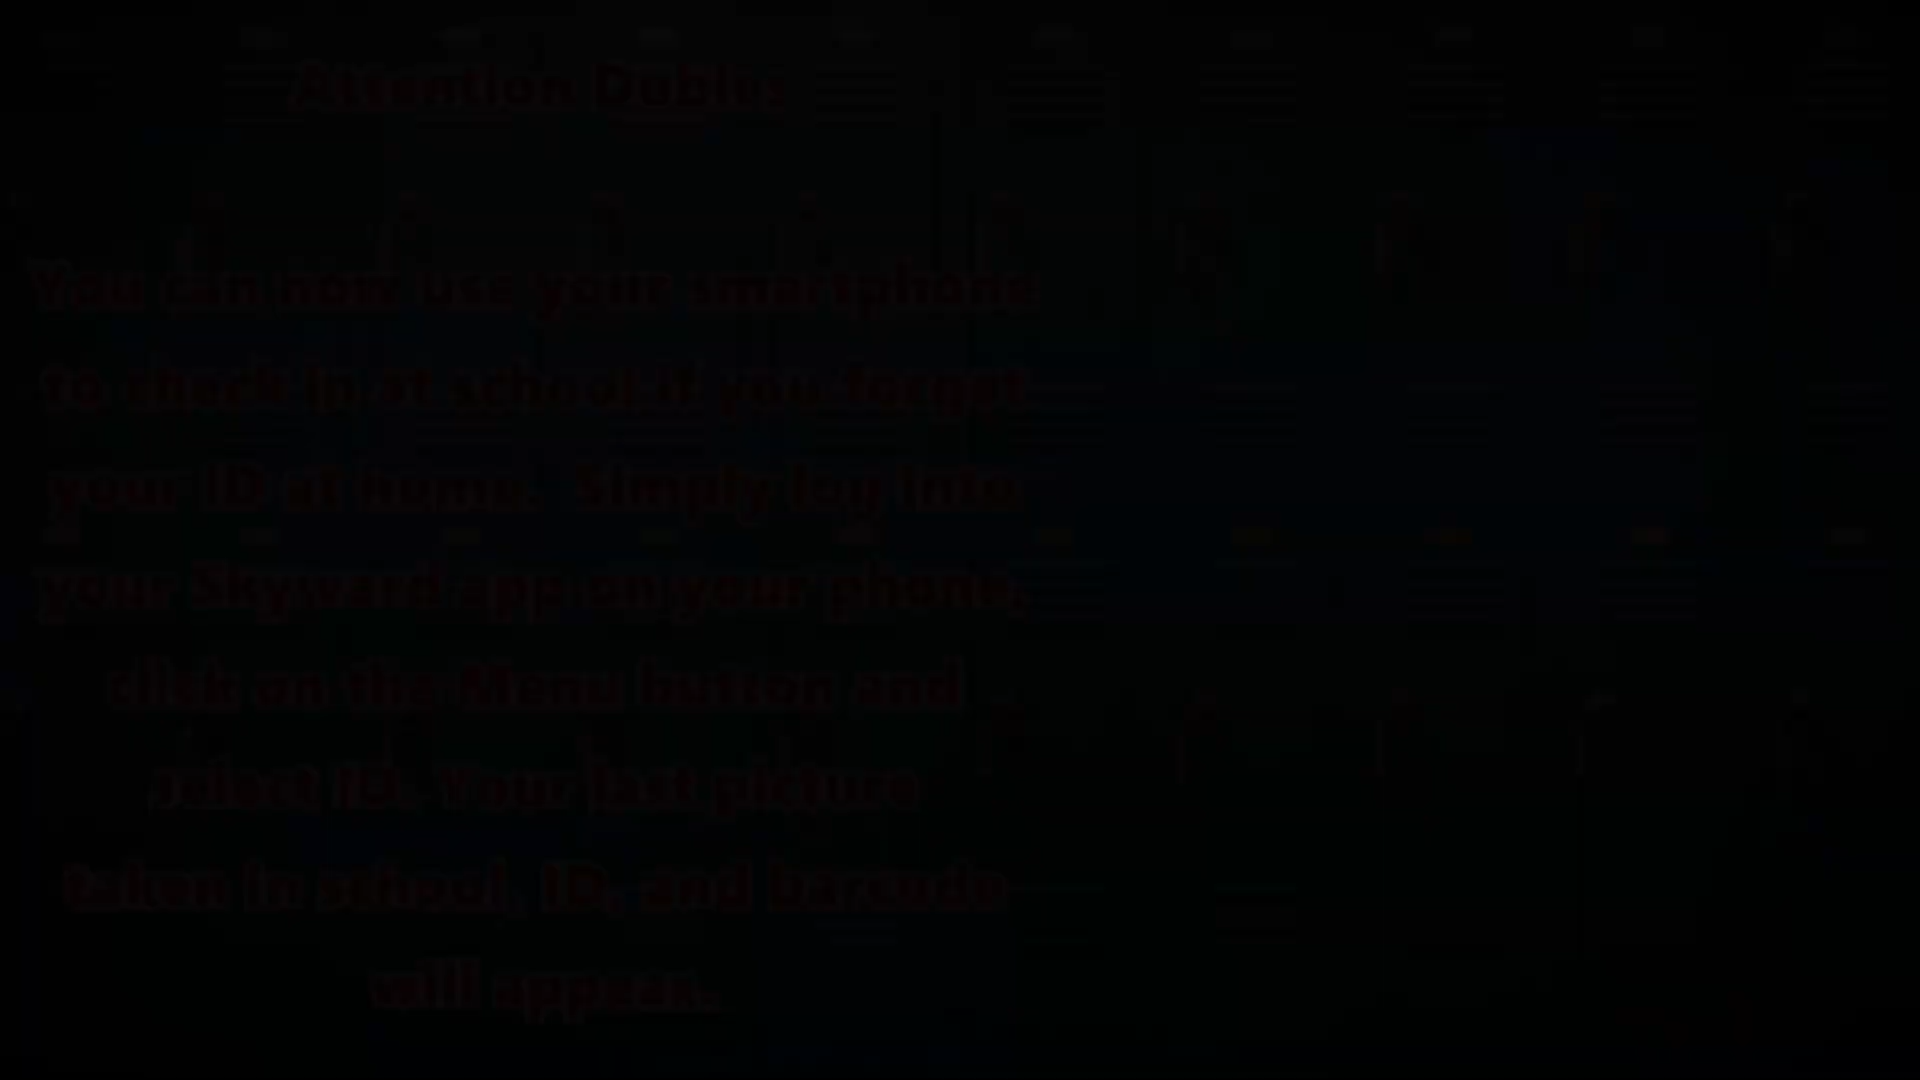 Attention Dobies
You can now use your smartphone
to check in at school if you forget
your ID at home. Simply log into
your Skyward app on your phone,
click on the Menu button and
select ID. Your last picture
taken in school, ID, and barcode
will appear.